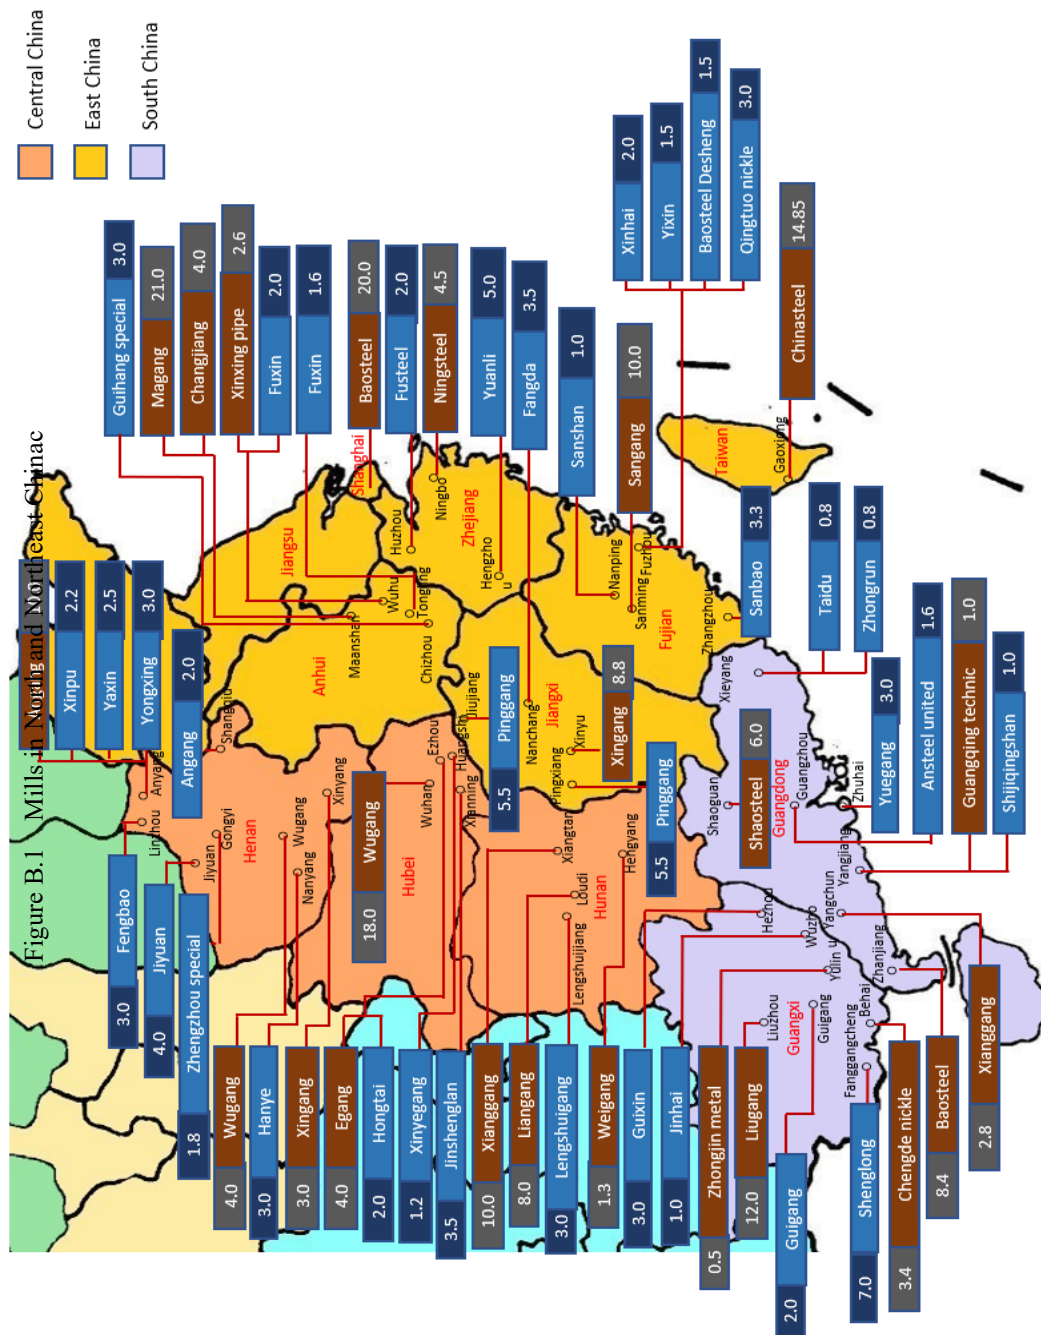 Central China
East China
South China
Figure B.1 Mills in North and Northeast Chinac
Xinpu
2.2
Yaxin
2.5
Yongxing
3.0
Angang
2.0
Guihang special
3.0
Magang
21.0
Changjiang
4.0
Xinxing pipe
2.6
Fuxin
2.0
Fuxin
1.6
Baosteel
20.0
Fusteel
2.0
Ningsteel
4.5
Yuanli
5.0
Fangda
3.5
Sanshan
1.0
Sangang
10.0
Xinhai
2.0
Yixin
1.5
Baosteel Desheng
1.5
Qingtuo nickle
3.0
Chinasteel
14.85
Sanbao
3.3
Taidu
0.8
Zhongrun
0.8
Yuegang
3.0
Ansteel united
1.6
Guangqing technic
1.0
Shijiqingshan
1.0
3.0
Fengbao
4.0
Jiyuan
1.8
Zhengzhou special
4.0
Wugang
3.0
Hanye
3.0
Xingang
4.0
Egang
2.0
Hongtai
1.2
Xinyegang
3.5
Jinshenglan
10.0
Xianggang
8.0
Liangang
3.0
Lengshuigang
1.3
Weigang
3.0
Guixin
1.0
Jinhai
0.5
Zhongjin metal
12.0
Liugang
2.0
Guigang
7.0
Shenglong
3.4
Chengde nickle
8.4
Baosteel
2.8
Xianggang
18.0
Wugang
5.5
Pinggang
5.5
Pinggang
Xingang
8.8
Shaosteel
6.0
Linzhou
Anyang
Shangqiu
Jiyuan
Gongyi
Henan
Wugang
Nanyang
Xinyang
Hubei
Wuhan
Ezhou
Huangshi
Xianning
Xiangtan
Loudi
Lengshuijiang
Hunan
Hengyang
Jiangsu
Shanghai
Anhui
Maanshan
Wuhu
Tongling
Chizhou
Huzhou
Ningbo
Zhejiang
Hengzho
u
Jiujiang
Nanchang
Jiangxi
Xinyu
Pingxiang
Nanping
Sanming
Fuzhou
Fujian
Zhangzhou
Taiwan
Gaoxiong
Xieyang
Shaoguan
Guangdong
Guangzhou
Zhuhai
Yangjiang
Yangchun
Zhanjiang
Hezhou
Wuzho
u
Yulin
Liuzhou
Guangxi
Guigang
Behai
Fanggangcheng